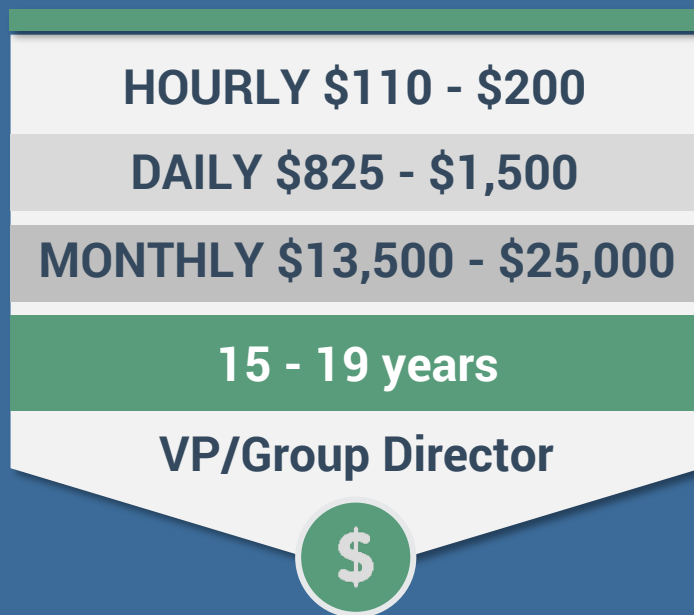 HOURLY $110 - $200
DAILY $825 - $1,500
MONTHLY $13,500 - $25,000
15 - 19 years
VP/Group Director
$